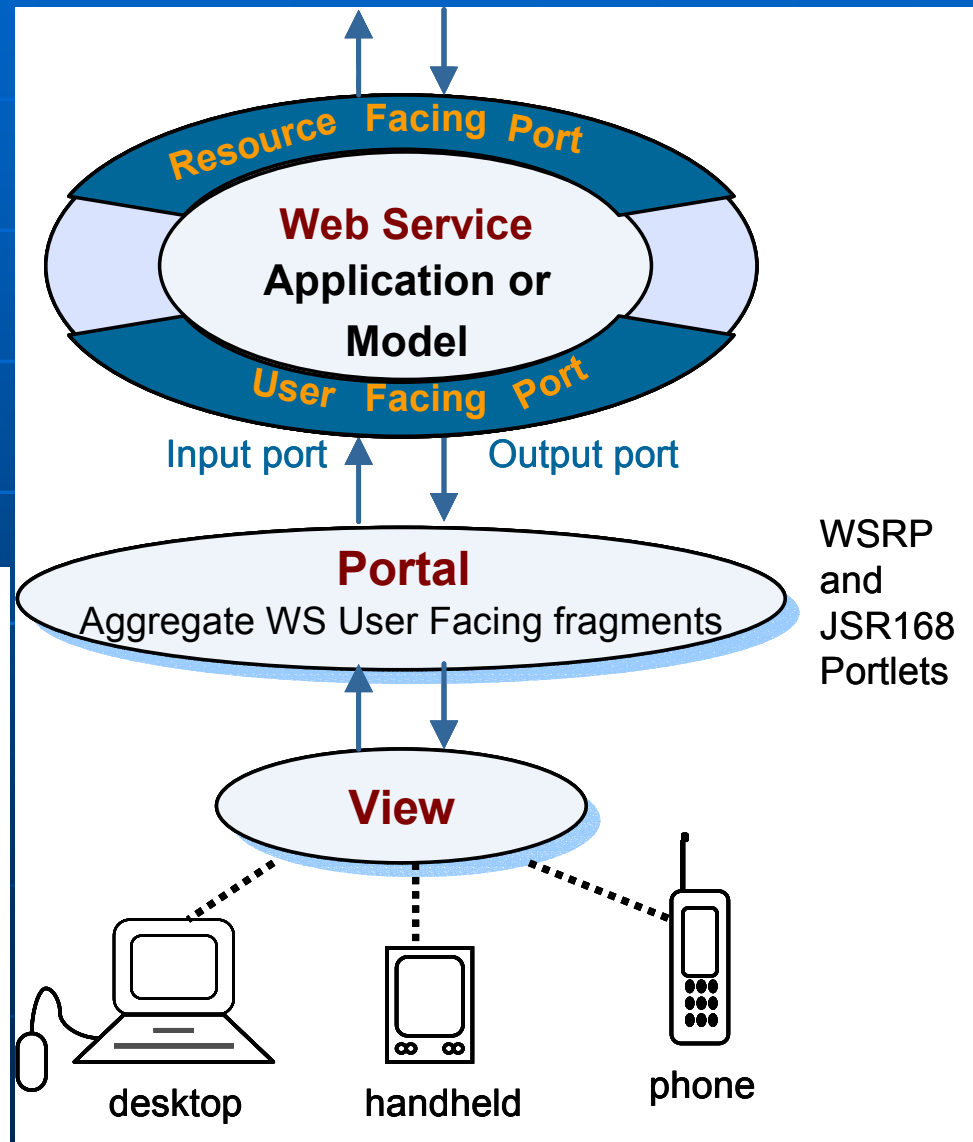 Resource Facing Port
Web Service
Application or
Model
User Facing Port
Input port
Output port
Portal
Aggregate WS User Facing fragments
WSRP
and
JSR168
Portlets
View
desktop
handheld
phone